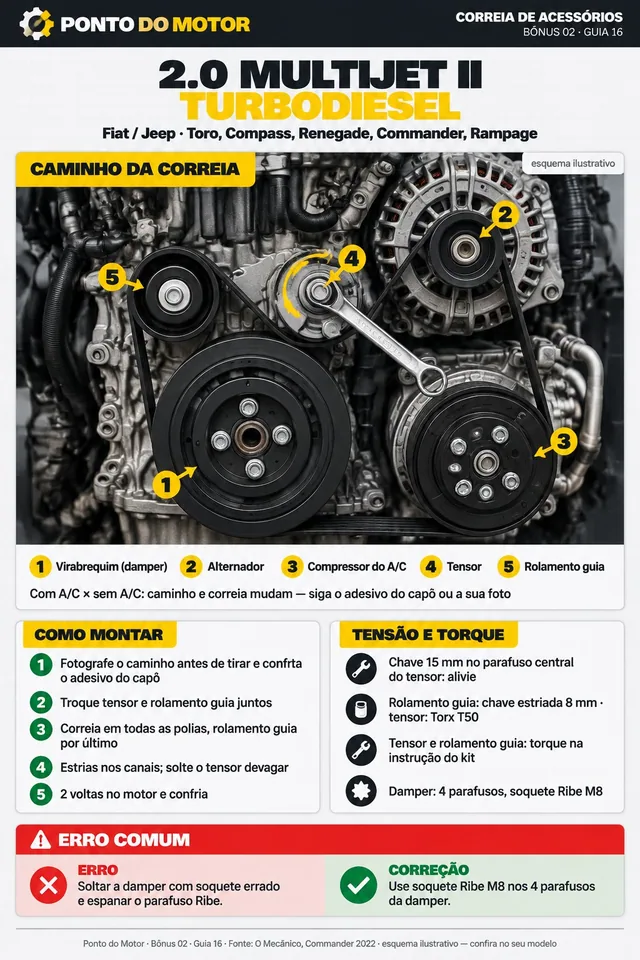 PONTO DO MOTOR
CORREIA DE ACESSÓRIOS
BÔNUS 02 · GUIA 16
2.0 MULTIJET II
TURBODIESEL
Fiat / Jeep · Toro, Compass, Renegade, Commander, Rampage
CAMINHO DA CORREIA
esquema ilustrativo
2
4
5
3
1
1 Virabrequim (damper) 2 Alternador 3 Compressor do A/C 4 Tensor 5 Rolamento guia
Com A/C × sem A/C: caminho e correia mudam — siga o adesivo do capô ou a sua foto
COMO MONTAR
1 Fotografe o caminho antes de tirar e confrta
o adesivo do capô
2 Troque tensor e rolamento guia juntos
3 Correia em todas as polias, rolamento guia
por último
4 Estrias nos canais; solte o tensor devagar
5 2 voltas no motor e confria
TENSÃO E TORQUE
Chave 15 mm no parafuso central
do tensor: alivie
Rolamento guia: chave estriada 8 mm ·
tensor: Torx T50
Tensor e rolamento guia: torque na
instrução do kit
Damper: 4 parafusos, soquete Ribe M8
ERRO COMUM
ERRO
Soltar a damper com soquete errado
e espanar o parafuso Ribe.
CORREÇÃO
Use soquete Ribe M8 nos 4 parafusos
da damper.
Ponto do Motor · Bônus 02 · Guia 16 · Fonte: O Mecânico, Commander 2022 · esquema ilustrativo — confira no seu modelo